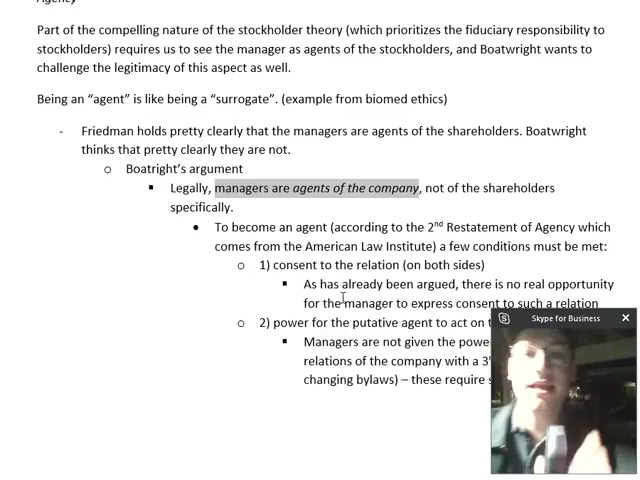 Agency
Part of the compelling nature of the stockholder theory (which prioritizes the fiduciary responsibility to
stockholders) requires us to see the manager as agents of the stockholders, and Boatwright wants to
challenge the legitimacy of this aspect as well.
Being an “agent” is like being a “surrogate”. (example from biomed ethics)
- Friedman holds pretty clearly that the managers are agents of the shareholders. Boatwright
thinks that pretty clearly they are not.
o Boatright’s argument
▪ Legally, managers are agents of the company, not of the shareholders
specifically.
• To become an agent (according to the 2nd Restatement of Agency which
comes from the American Law Institute) a few conditions must be met:
o 1) consent to the relation (on both sides)
▪ As has already been argued, there is no real opportunity
for the manager to express consent to such a relation
o 2) power for the putative agent to act on
▪ Managers are not given the power
relations of the company with a 3
changing bylaws) – these require
Skype for Business